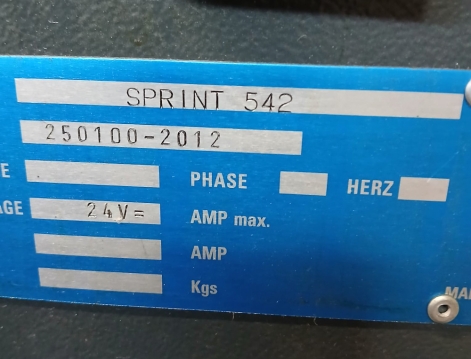 SPRINT 542
250100-2012
E PHASE HERZ
AGE 24V= AMP max.
AMP
Kgs
MA